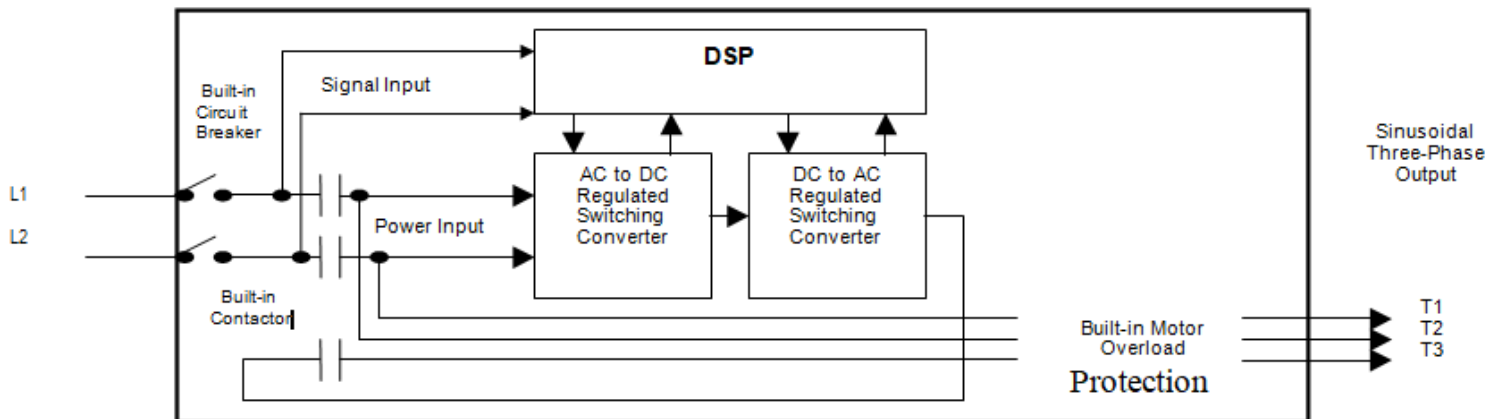 DSP
Built-in
Circuit
Breaker
Signal Input
Sinusoidal
Three-Phase
Output
AC to DC
Regulated
Switching
Converter
DC to AC
Regulated
Switching
Converter
L1
Power Input
L2
Built-in
Contactor
Built-in Motor
Overload
Protection
T1
T2
T3